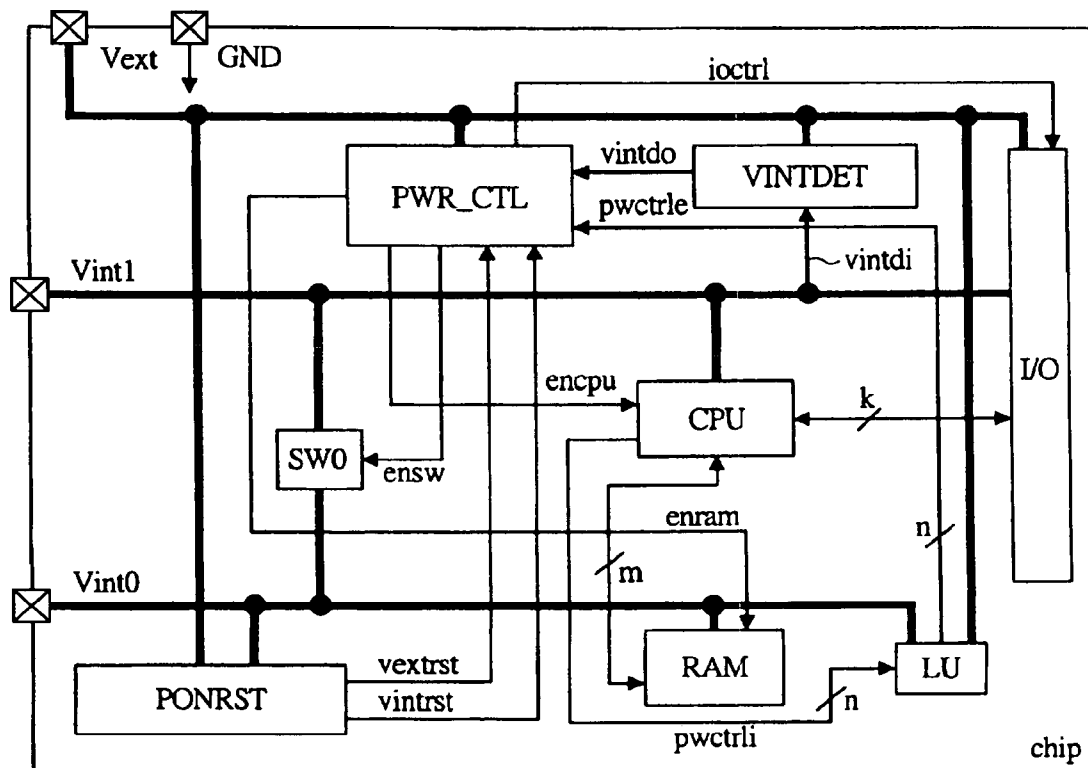 Vext
GND
ioctrl
vintdo
VINTDET
PWR_CTL
pwctrle
vintdi
Vint1
I/O
encpu
CPU
k
SW0
ensw
enram
n
m
Vint0
RAM
LU
vextrst
PONRST
vintrst
n
pwctrli
chip